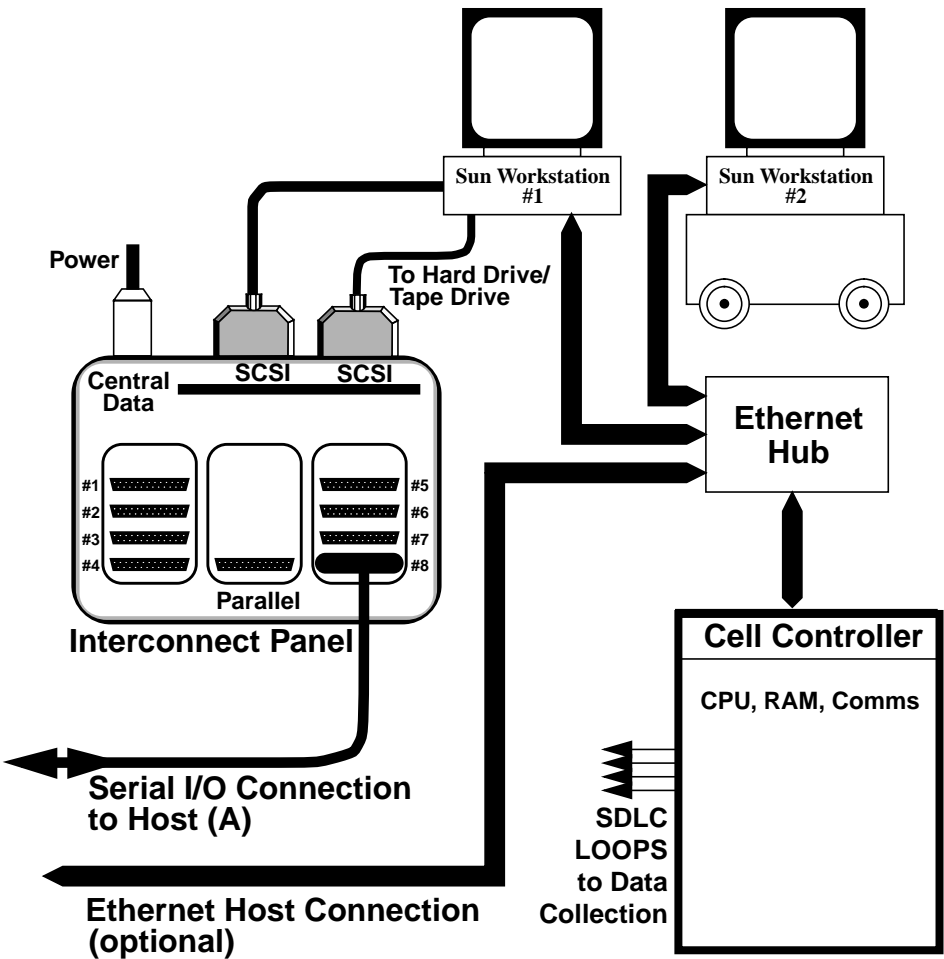 Sun Workstation
#1
Sun Workstation
#2
Power
To Hard Drive/
Tape Drive
SCSI
SCSI
Central
Data
Ethernet
Hub
#1
#2
#3
#4
#5
#6
#7
#8
Parallel
Interconnect Panel
Cell Controller
CPU, RAM, Comms
Serial I/O Connection
to Host (A)
SDLC
LOOPS
to Data
Collection
Ethernet Host Connection
(optional)